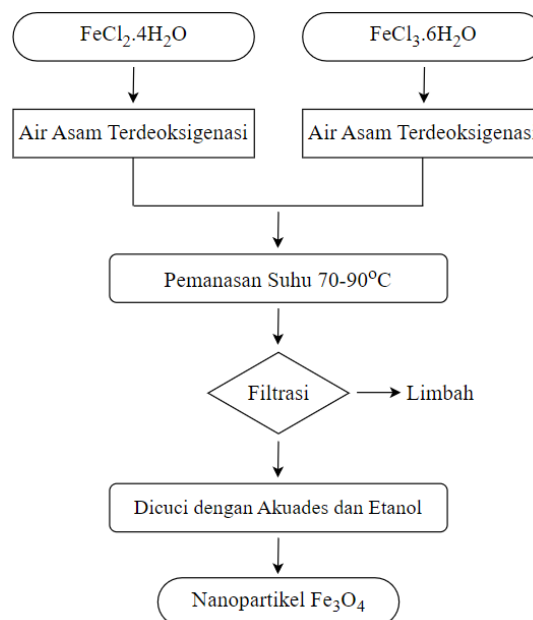 FeCl₂.4H₂O
FeCl₃.6H₂O
Air Asam Terdeoksigenasi
Air Asam Terdeoksigenasi
Pemanasan Suhu 70-90°C
Filtrasi
Limbah
Dicuci dengan Akuades dan Etanol
Nanopartikel Fe₃O₄